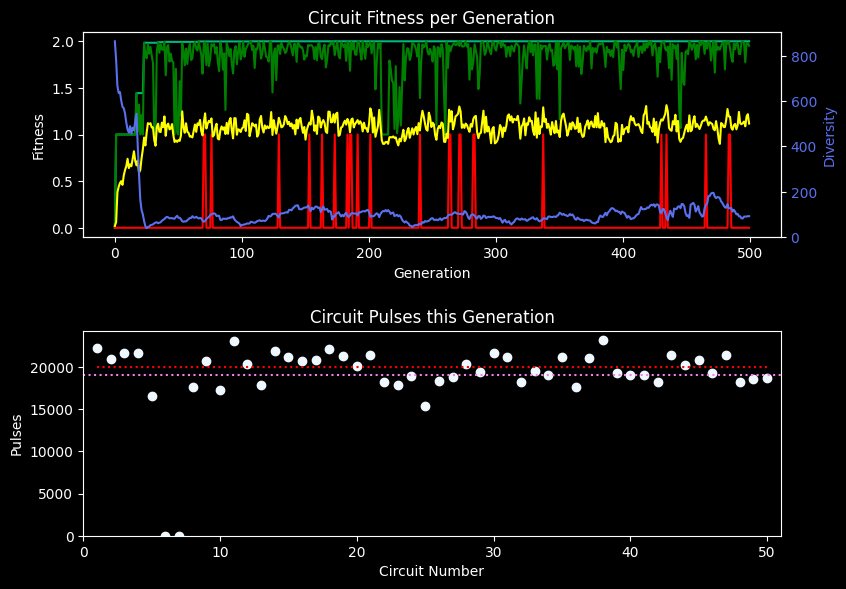 Circuit Fitness per Generation
2.0
1.5
1.0
0.5
0.0
Fitness
800
600
400
200
0
Diversity
0 100 200 300 400 500
Generation
Circuit Pulses this Generation
20000
15000
10000
5000
0
Pulses
0 10 20 30 40 50
Circuit Number